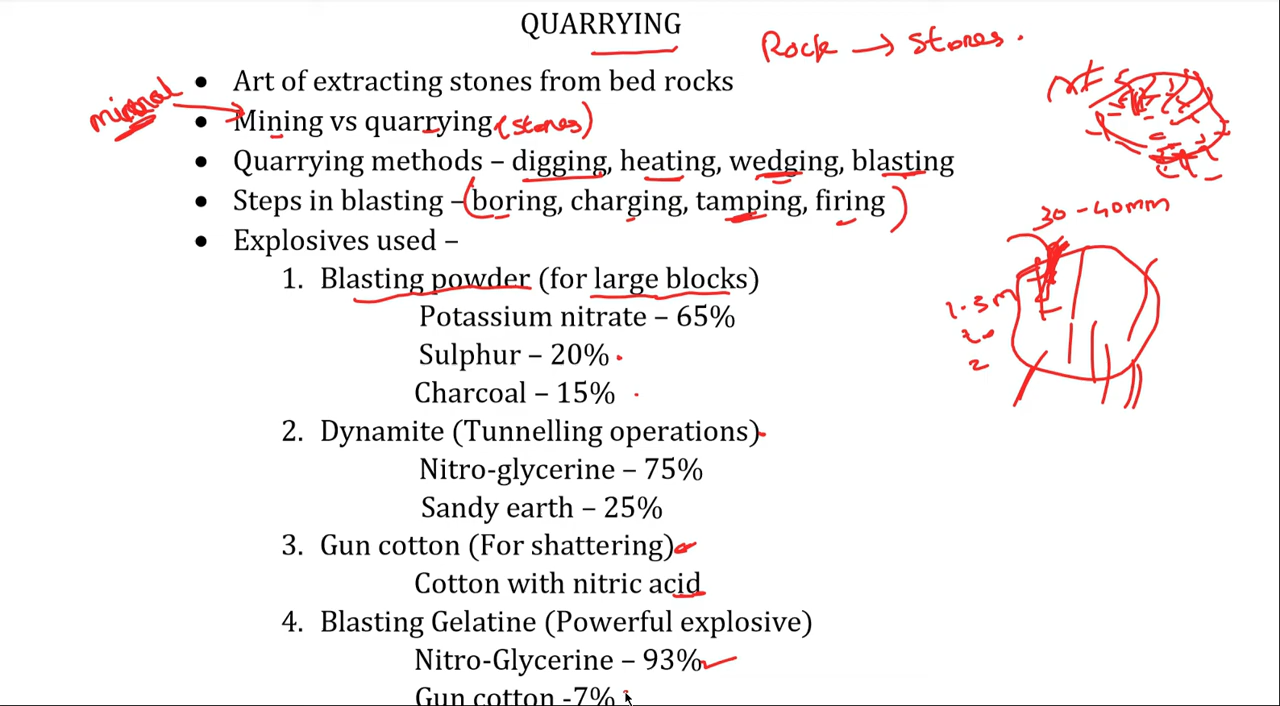 QUARRYING
Rock → Stones.
• Art of extracting stones from bed rocks
mineral
• Mining vs quarrying (stones)
• Quarrying methods – digging, heating, wedging, blasting
• Steps in blasting – (boring, charging, tamping, firing)
30-40mm
• Explosives used –
1. Blasting powder (for large blocks)
Potassium nitrate – 65%
Sulphur – 20%
Charcoal – 15%
2. Dynamite (Tunnelling operations)
Nitro-glycerine – 75%
Sandy earth – 25%
3. Gun cotton (For shattering)
Cotton with nitric acid
4. Blasting Gelatine (Powerful explosive)
Nitro-Glycerine – 93%
Gun cotton -7%